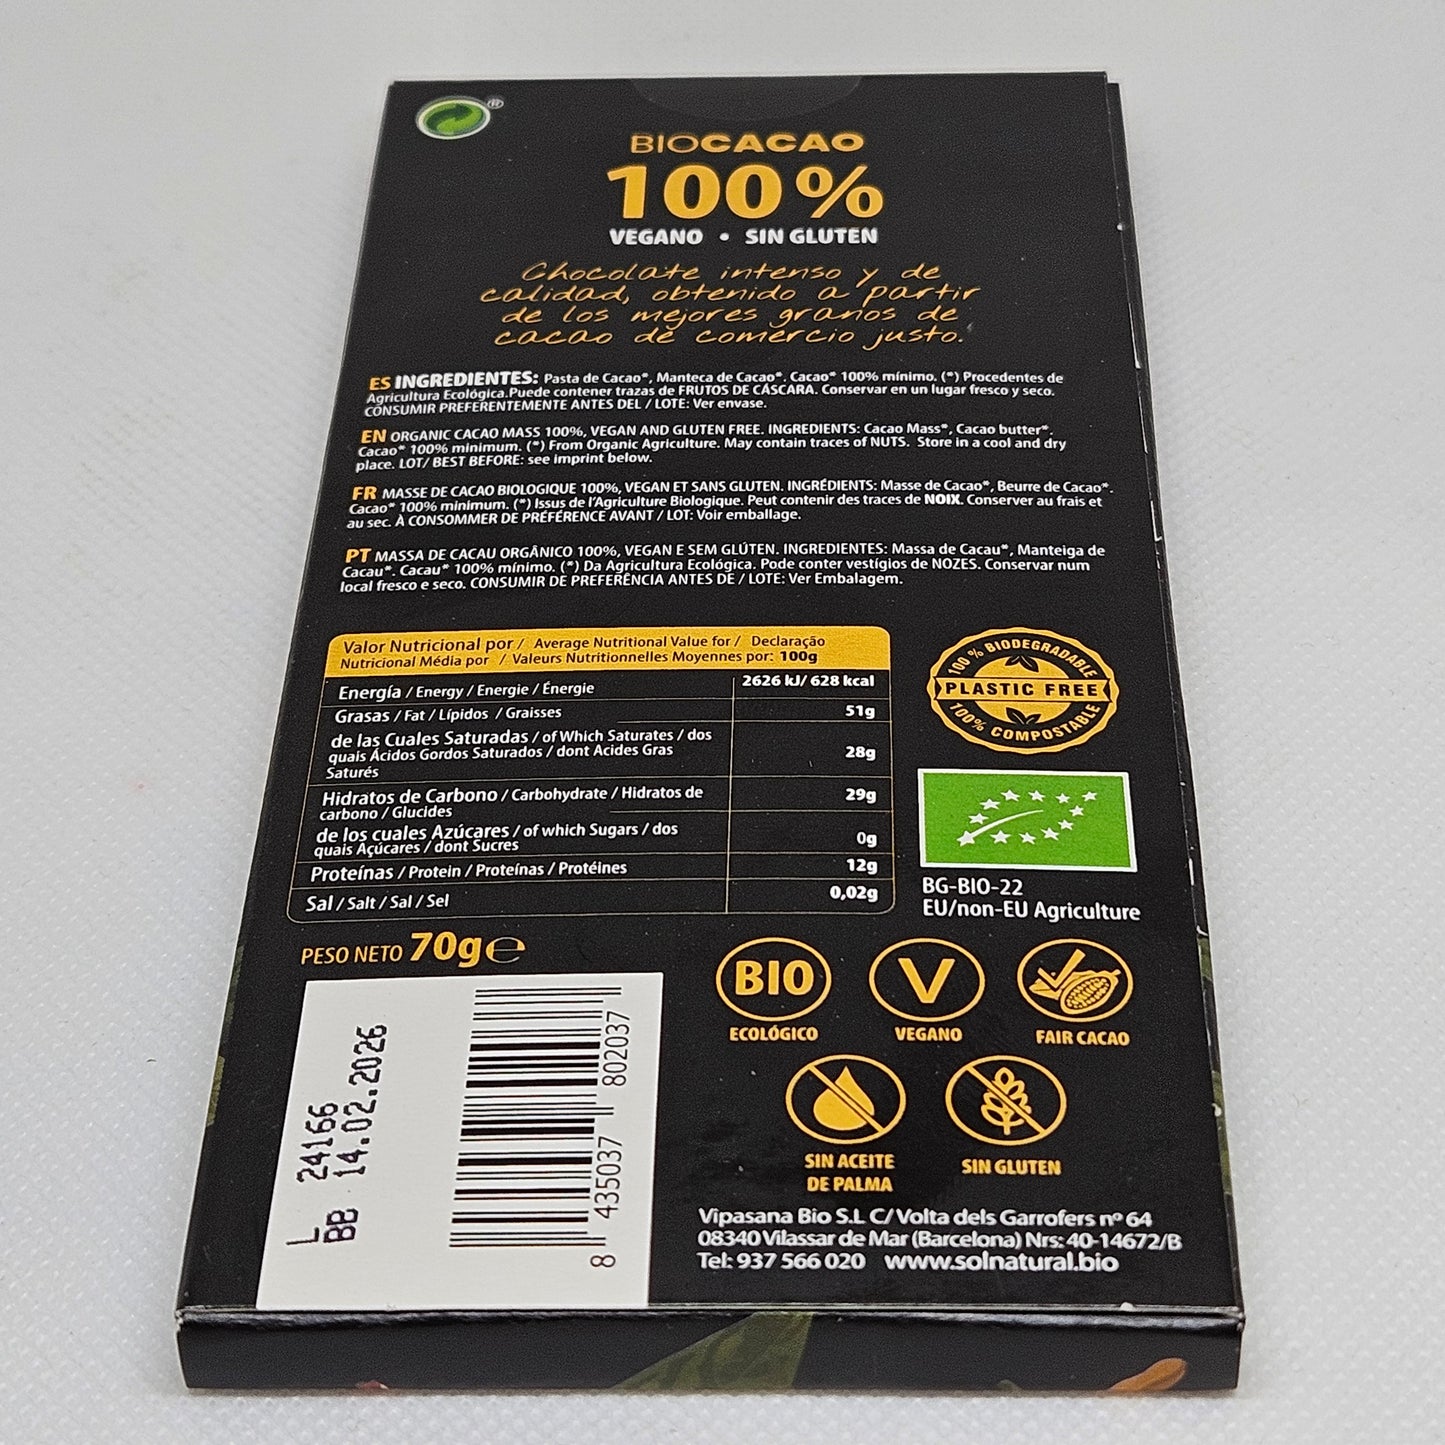 ®
BIOCACAO
100%
VEGANO • SIN GLUTEN
Chocolate intenso y de
calidad, obtenido a partir
de los mejores granos de
cacao de comercio justo.
ES INGREDIENTES: Pasta de Cacao*, Manteca de Cacao*. Cacao* 100% mínimo. (*) Procedentes de
Agricultura Ecológica.Puede contener trazas de FRUTOS DE CÁSCARA. Conservar en un lugar fresco y seco.
CONSUMIR PREFERENTEMENTE ANTES DEL / LOTE: Ver envase.
EN ORGANIC CACAO MASS 100%, VEGAN AND GLUTEN FREE. INGREDIENTS: Cacao Mass*, Cacao butter*.
Cacao* 100% minimum. (*) From Organic Agriculture. May contain traces of NUTS. Store in a cool and dry
place. LOT/ BEST BEFORE: see imprint below.
FR MASSE DE CACAO BIOLOGIQUE 100%, VEGAN ET SANS GLUTEN. INGRÉDIENTS: Masse de Cacao*, Beurre de Cacao*.
Cacao* 100% minimum. (*) Issus de l'Agriculture Biologique. Peut contenir des traces de NOIX. Conserver au frais et
au sec. À CONSOMMER DE PRÉFÉRENCE AVANT / LOT: Voir emballage.
PT MASSA DE CACAU ORGÂNICO 100%, VEGAN E SEM GLÚTEN. INGREDIENTES: Massa de Cacau*, Manteiga de
Cacau*. Cacau* 100% mínimo. (*) Da Agricultura Ecológica. Pode conter vestígios de NOZES. Conservar num
local fresco e seco. CONSUMIR DE PREFERÊNCIA ANTES DE / LOTE: Ver Embalagem.
Valor Nutricional por / Average Nutritional Value for / Declaração
Nutricional Média por / Valeurs Nutritionnelles Moyennes por: 100g
Energía / Energy / Energie / Énergie 2626 kJ/ 628 kcal
Grasas / Fat / Lípidos / Graisses 51g
de las Cuales Saturadas / of Which Saturates / dos
quais Ácidos Gordos Saturados / dont Acides Gras
Saturés 28g
Hidratos de Carbono / Carbohydrate / Hidratos de
carbono / Glucides 29g
de los cuales Azúcares / of which Sugars / dos
quais Açúcares / dont Sucres 0g
Proteínas / Protein / Proteínas / Protéines 12g
Sal / Salt / Sal / Sel 0,02g
100 % BIODEGRADABLE
PLASTIC FREE
100% COMPOSTABLE
BG-BIO-22
EU/non-EU Agriculture
PESO NETO 70g℮
L 24166
BB 14.02.2026
8 435037 802037
BIO
ECOLÓGICO
V
VEGANO
FAIR CACAO
SIN ACEITE
DE PALMA
SIN GLUTEN
Vipasana Bio S.L C/ Volta dels Garrofers nº 64
08340 Vilassar de Mar (Barcelona) Nrs: 40-14672/B
Tel: 937 566 020 www.solnatural.bio